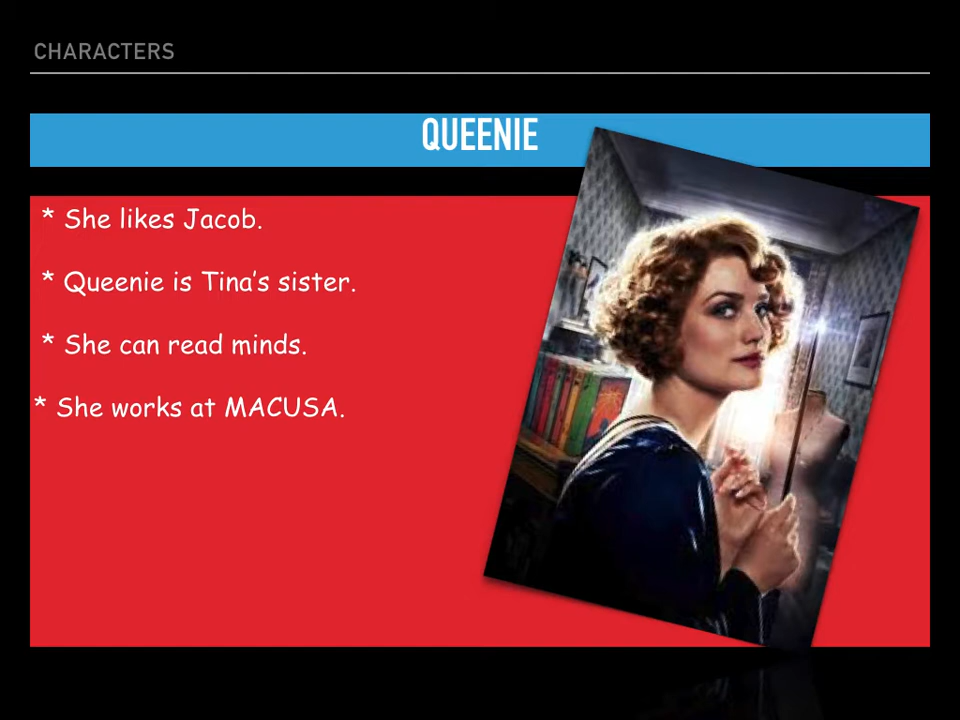 CHARACTERS
QUEENIE
* She likes Jacob.
* Queenie is Tina's sister.
* She can read minds.
* She works at MACUSA.